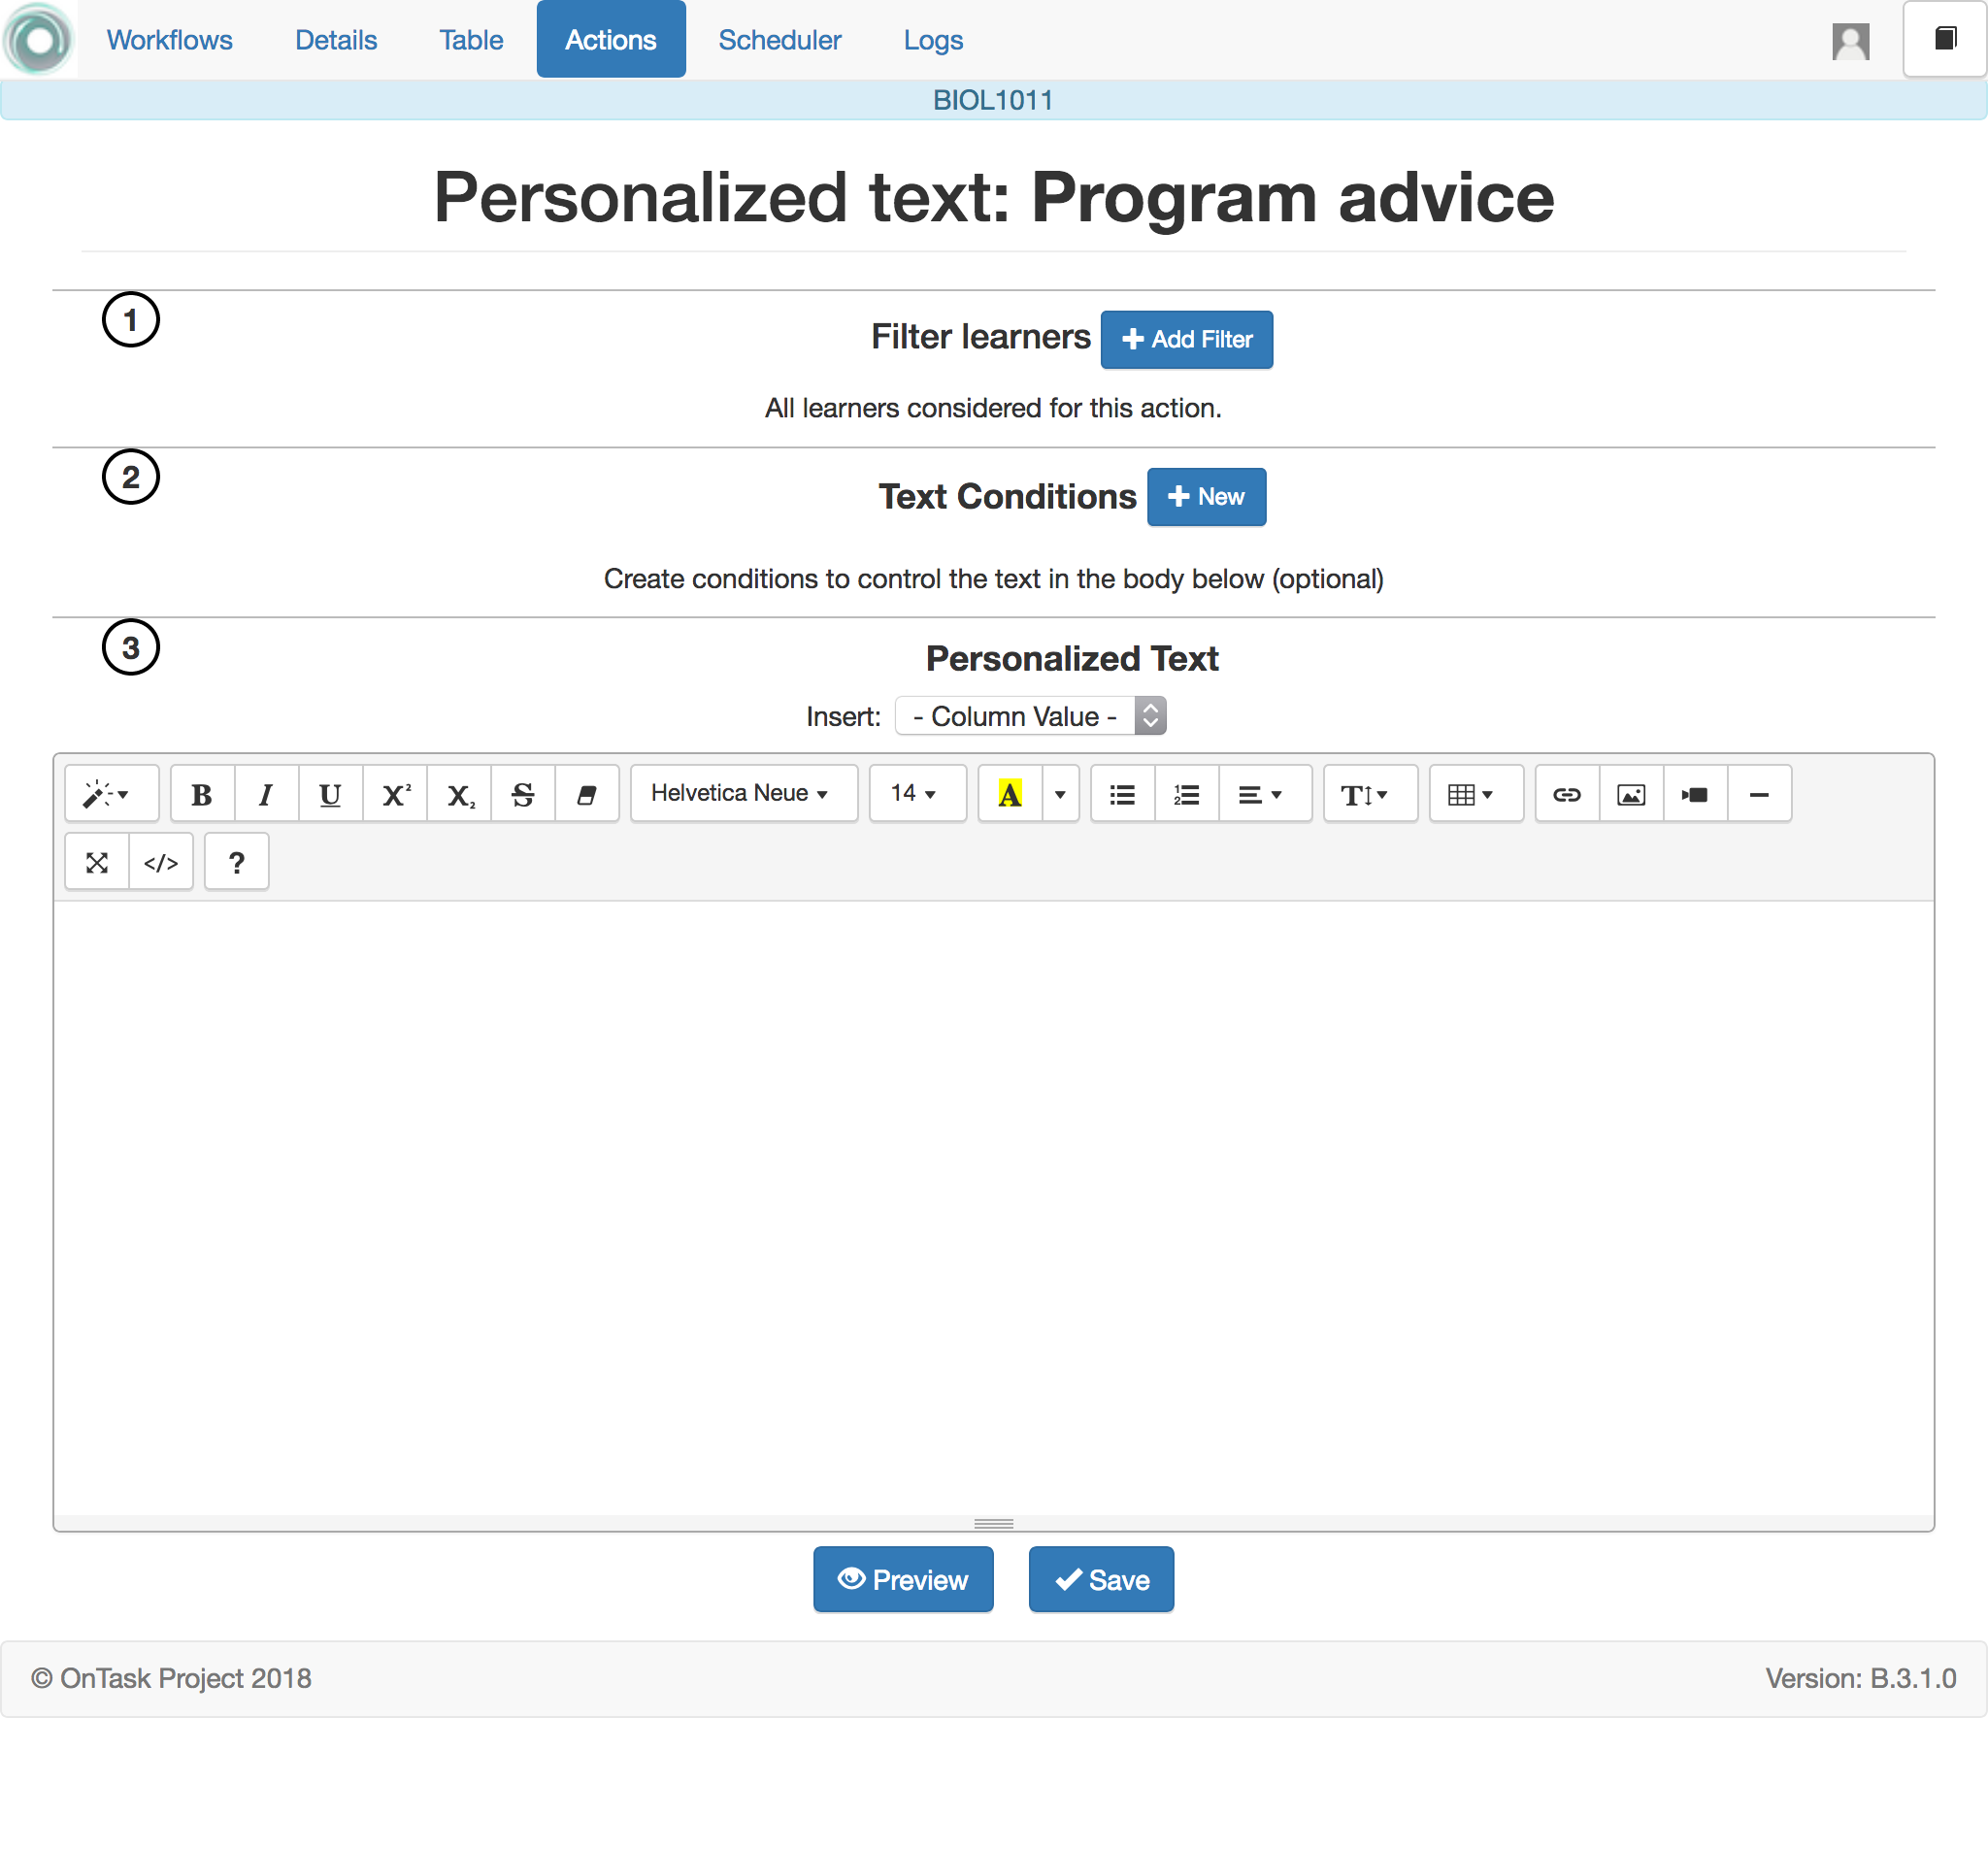 Workflows Details Table Actions Scheduler Logs
BIOL1011
Personalized text: Program advice
1
Filter learners + Add Filter
All learners considered for this action.
2
Text Conditions + New
Create conditions to control the text in the body below (optional)
3
Personalized Text
Insert: - Column Value -
B I U X² X₂ S Helvetica Neue 14 A T
</> ?
Preview Save
© OnTask Project 2018 Version: B.3.1.0